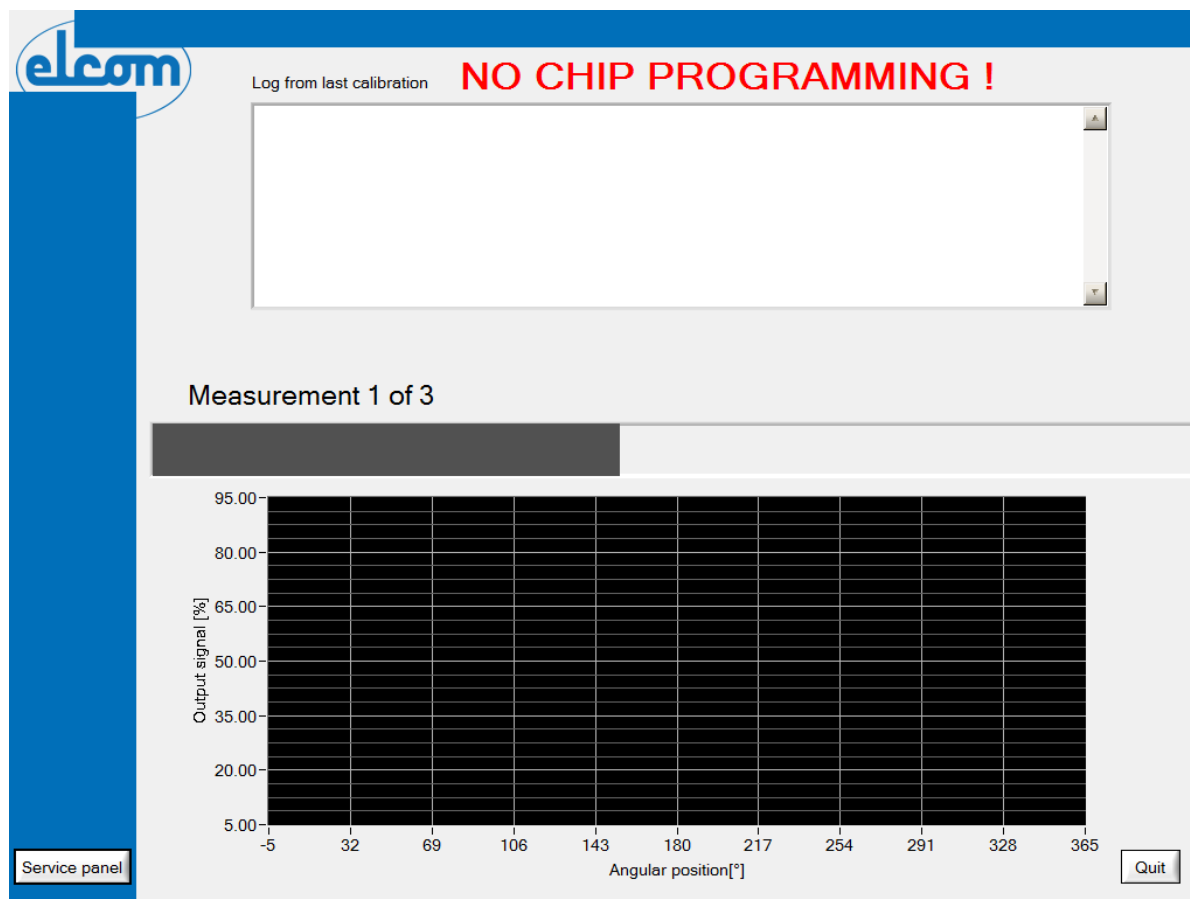 elcom
Log from last calibration
NO CHIP PROGRAMMING !
Measurement 1 of 3
95.00
80.00
65.00
50.00
35.00
20.00
5.00
Output signal [%]
-5 32 69 106 143 180 217 254 291 328 365
Angular position[°]
Service panel
Quit